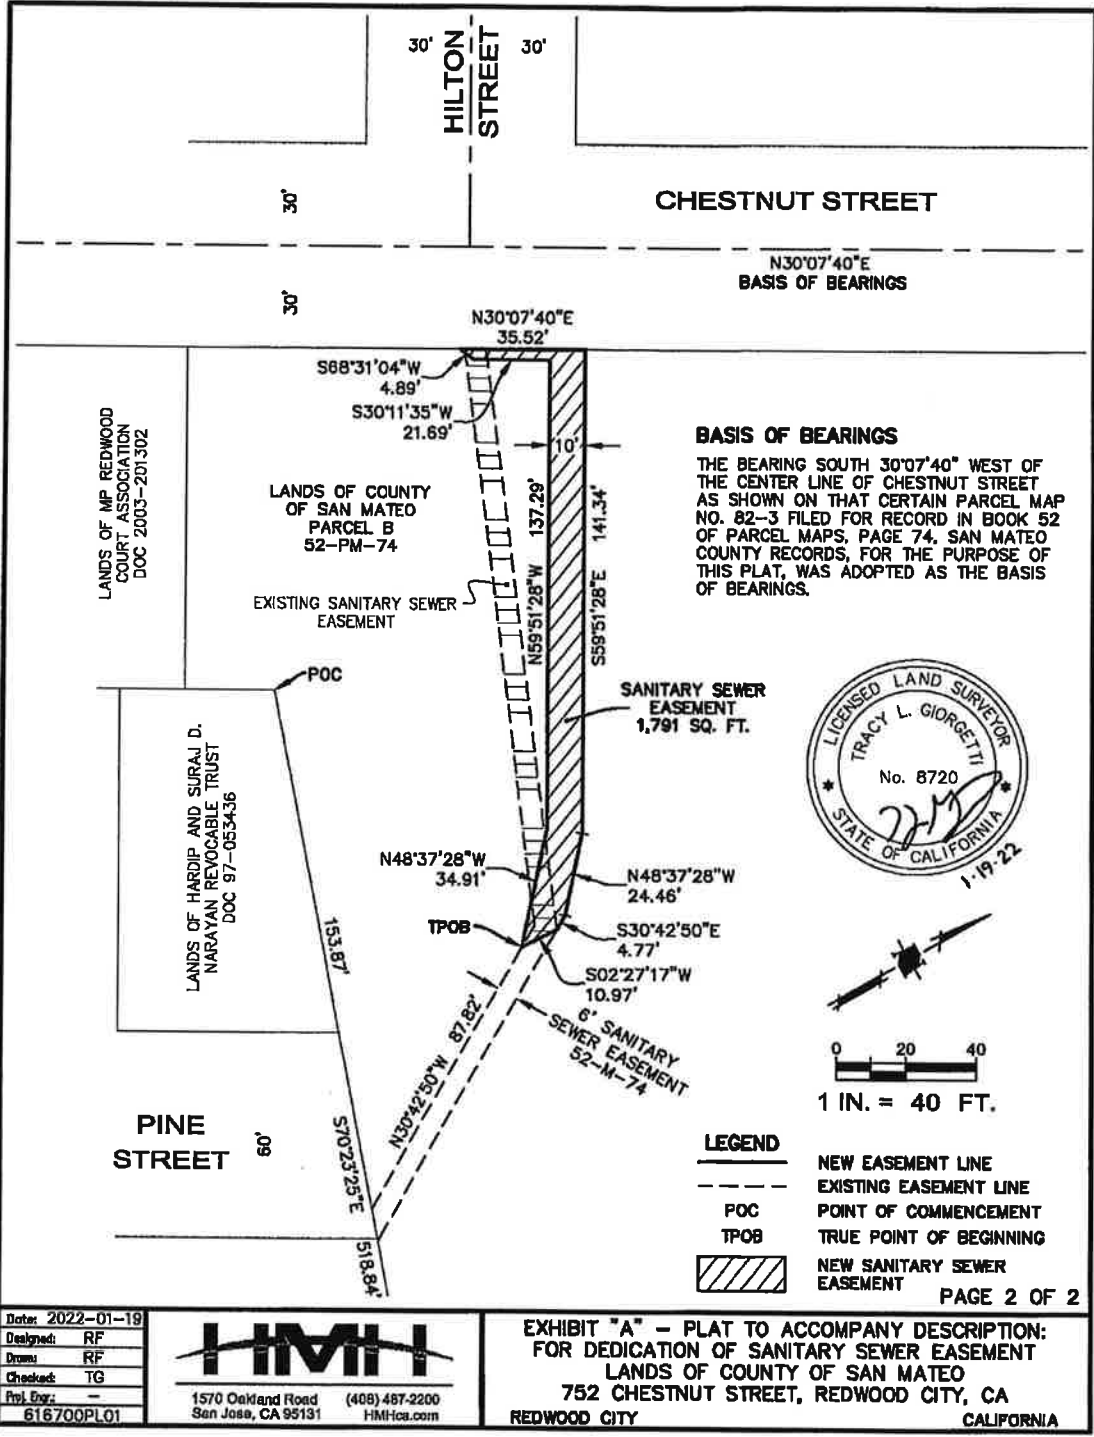 30'
HILTON
STREET
30'
30'
CHESTNUT STREET
N30°07'40"E
BASIS OF BEARINGS
30'
N30°07'40"E
35.52'
S68°31'04"W
4.89'
S30°11'35"W
21.69'
10'
LANDS OF MP REDWOOD
COURT ASSOCIATION
DOC 2003-201302
LANDS OF COUNTY
OF SAN MATEO
PARCEL B
52-PM-74
N59°51'28"W 137.29'
S59°51'28"E 141.34'
BASIS OF BEARINGS
THE BEARING SOUTH 30°07'40" WEST OF
THE CENTER LINE OF CHESTNUT STREET
AS SHOWN ON THAT CERTAIN PARCEL MAP
NO. 82-3 FILED FOR RECORD IN BOOK 52
OF PARCEL MAPS, PAGE 74, SAN MATEO
COUNTY RECORDS, FOR THE PURPOSE OF
THIS PLAT, WAS ADOPTED AS THE BASIS
OF BEARINGS.
EXISTING SANITARY SEWER
EASEMENT
POC
SANITARY SEWER
EASEMENT
1,791 SQ. FT.
LICENSED LAND SURVEYOR
TRACY L. GIORGETTI
No. 8720
STATE OF CALIFORNIA
1-19-22
LANDS OF HARDIP AND SURAJ D.
NARAYAN REVOCABLE TRUST
DOC 97-053436
N48°37'28"W
34.91'
N48°37'28"W
24.46'
TPOB
S30°42'50"E
4.77'
S02°27'17"W
10.97'
153.87'
6' SANITARY
SEWER EASEMENT
52-M-74
N30°42'50"W 87.82'
0 20 40
1 IN. = 40 FT.
PINE
STREET
60'
S70°23'25"E
518.84'
LEGEND
NEW EASEMENT LINE
EXISTING EASEMENT LINE
POC POINT OF COMMENCEMENT
TPOB TRUE POINT OF BEGINNING
NEW SANITARY SEWER
EASEMENT
PAGE 2 OF 2
Date: 2022-01-19
Designed: RF
Drawn: RF
Checked: TG
Proj. Engr.: —
616700PL01
HMH
1570 Oakland Road (408) 487-2200
San Jose, CA 95131 HMHca.com
EXHIBIT "A" – PLAT TO ACCOMPANY DESCRIPTION:
FOR DEDICATION OF SANITARY SEWER EASEMENT
LANDS OF COUNTY OF SAN MATEO
752 CHESTNUT STREET, REDWOOD CITY, CA
REDWOOD CITY CALIFORNIA